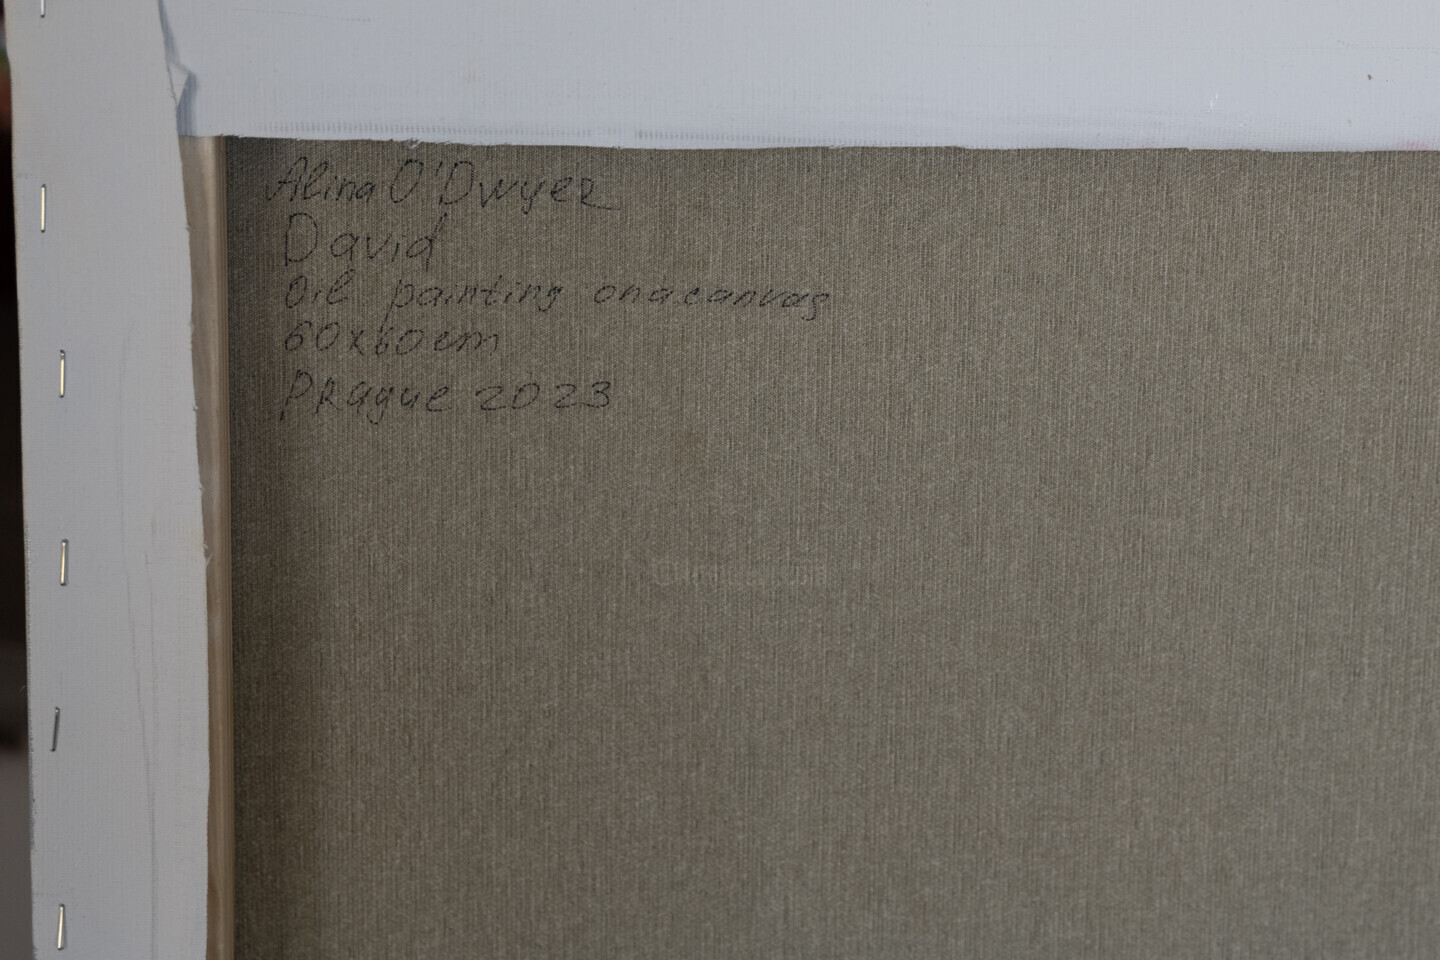 Alina O'Dwyer
David
Oil painting on a canvas
60x60cm
Prague 2023